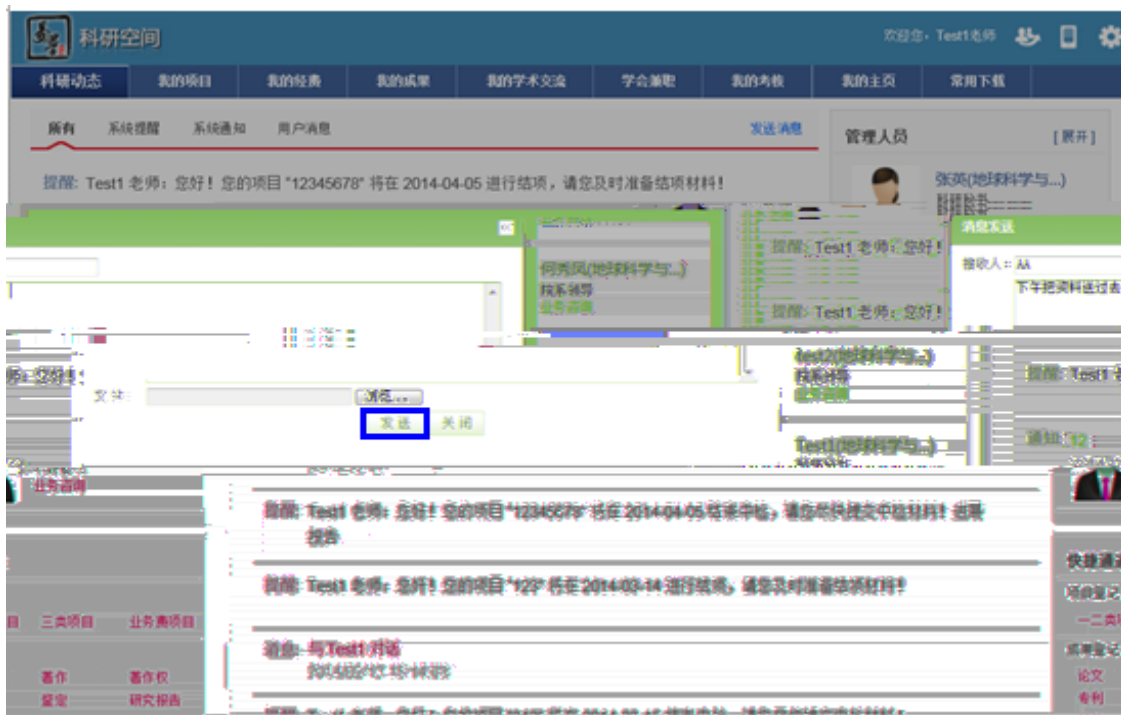 科研空间
欢迎您，Test1老师
科研动态 我的项目 我的经费 我的成果 我的学术交流 学会兼职 我的考核 我的主页 常用下载
所有 系统提醒 系统通知 用户消息 发送消息
管理人员 [展开]
提醒: Test1 老师：您好！您的项目 "12345678" 将在 2014-04-05 进行结项，请您及时准备结项材料！
张英(地球科学与...)
消息发送
提醒: Test1 老师：您好！
何秀凤(地球科学与...)
接收人： AA
院系领导
下午把资料送过去
业务咨询
提醒: Test1 老师：您好！
test2(地球科学与...)
院系领导
师：您好！
提醒: Test1 老
业务咨询
文件： 浏览...
发送 关闭
Test1(地球科学与...)
通知: 12
业务咨询
提醒: Test1 老师：您好！您的项目 "12345678" 将在 2014-04-05
报告
快捷通道
提醒: Test1 老师：您好！您的项目 "123" 将在 2014-03-14 进行结项，请您及时准备结项材料！
项目登记
目 三类项目 业务费项目
一二类项
消息: 与Test1 对话
成果登记
著作 著作权
论文
鉴定 研究报告
专利